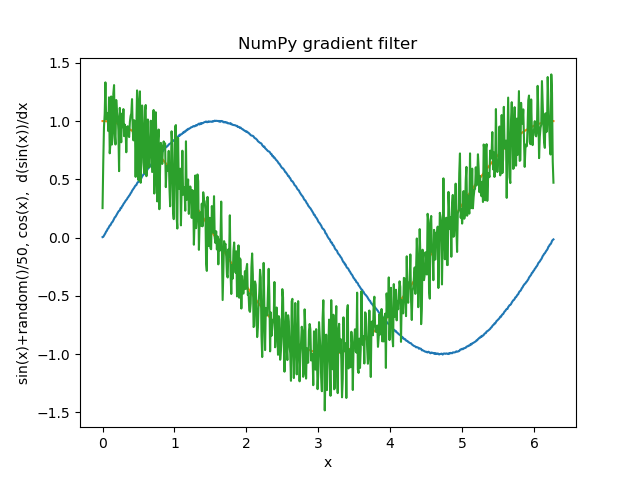 NumPy gradient filter
sin(x)+random()/50, cos(x),  d(sin(x))/dx
1.5
1.0
0.5
0.0
−0.5
−1.0
−1.5
0 1 2 3 4 5 6
x